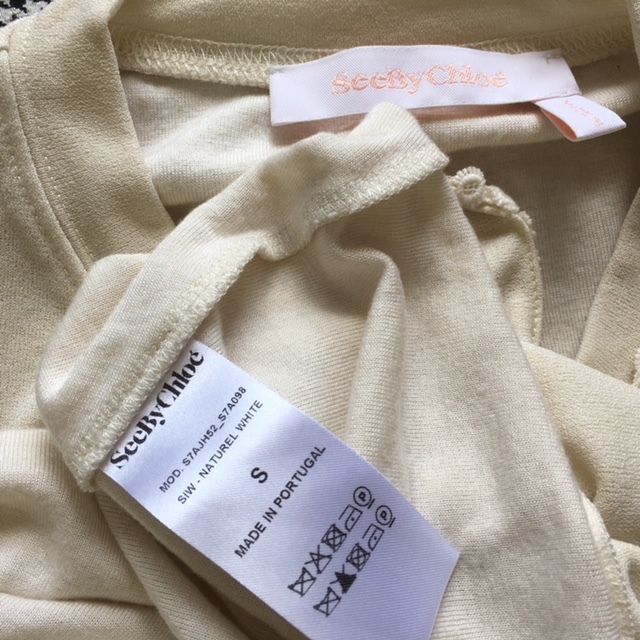 SeeByChloé
SeeByChloé
MOD. S7AJH52_S7A098
SIW - NATUREL WHITE
S
MADE IN PORTUGAL